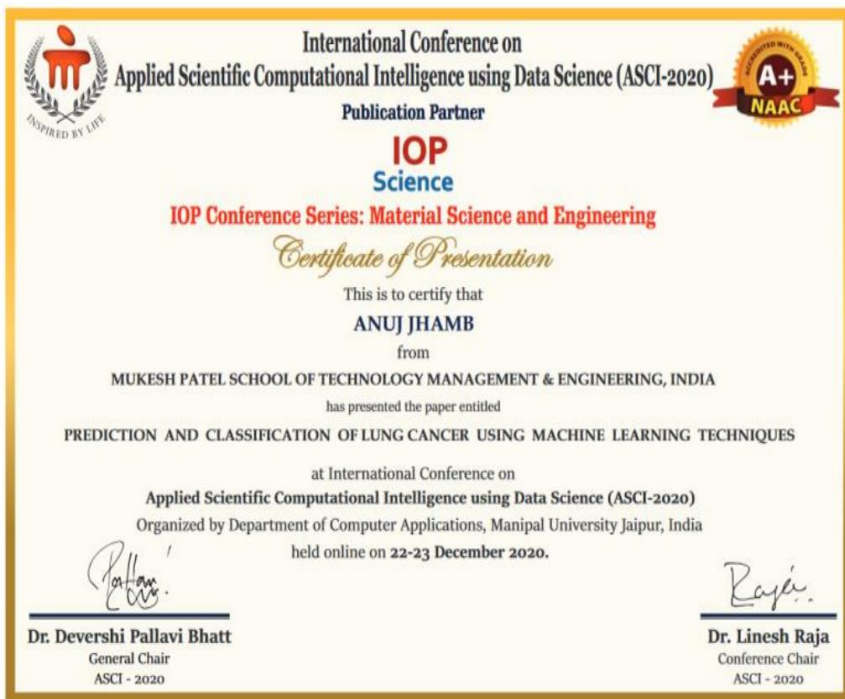 International Conference on
Applied Scientific Computational Intelligence using Data Science (ASCI-2020)
INSPIRED BY LIFE
ACCREDITED WITH GRADE
A+
NAAC
Publication Partner
IOP
Science
IOP Conference Series: Material Science and Engineering
Certificate of Presentation
This is to certify that
ANUJ JHAMB
from
MUKESH PATEL SCHOOL OF TECHNOLOGY MANAGEMENT & ENGINEERING, INDIA
has presented the paper entitled
PREDICTION AND CLASSIFICATION OF LUNG CANCER USING MACHINE LEARNING TECHNIQUES
at International Conference on
Applied Scientific Computational Intelligence using Data Science (ASCI-2020)
Organized by Department of Computer Applications, Manipal University Jaipur, India
held online on 22-23 December 2020.
Dr. Devershi Pallavi Bhatt
General Chair
ASCI - 2020
Dr. Linesh Raja
Conference Chair
ASCI - 2020